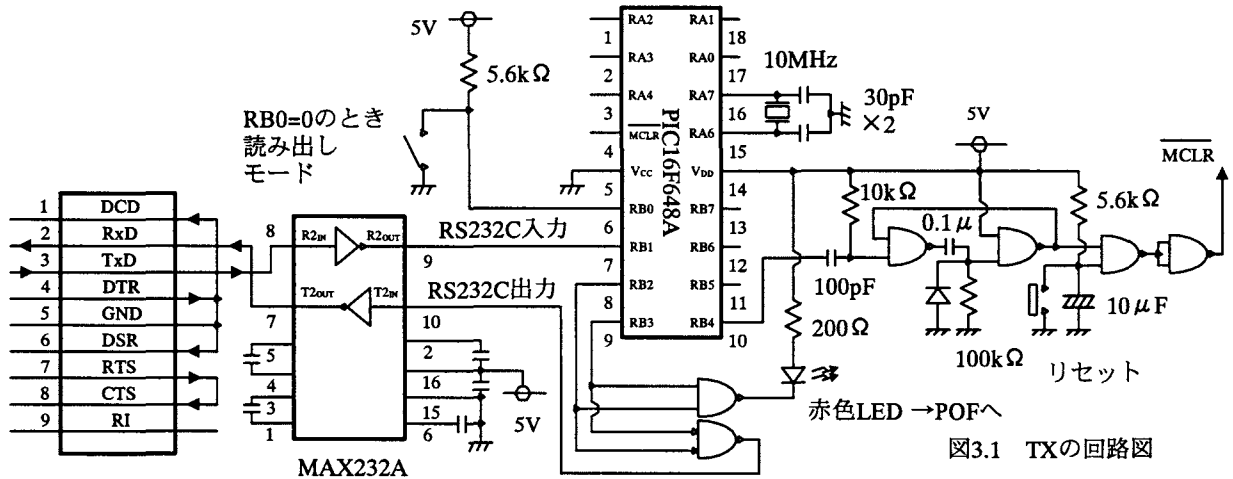 5V
5.6kΩ
RB0=0のとき
読み出し
モード
1 DCD
2 RxD
3 TxD
4 DTR
5 GND
6 DSR
7 RTS
8 CTS
9 RI
8 R2IN R2OUT 9
7 T2OUT T2IN 10
5
4
3
1
2
16
15
6
MAX232A
5V
RS232C入力
RS232C出力
PIC16F648A
RA2 1
RA3 2
RA4 3
MCLR 4
VCC 5
RB0 6
RB1 7
RB2 8
RB3 9
RA1 18
RA0 17
RA7 16
RA6 15
VDD 14
RB7 13
RB6 12
RB5 11
RB4 10
10MHz
30pF
×2
5V
MCLR
10kΩ
0.1μ
5.6kΩ
100pF
200Ω
100kΩ
10μF
リセット
赤色LED →POFへ
図3.1 TXの回路図